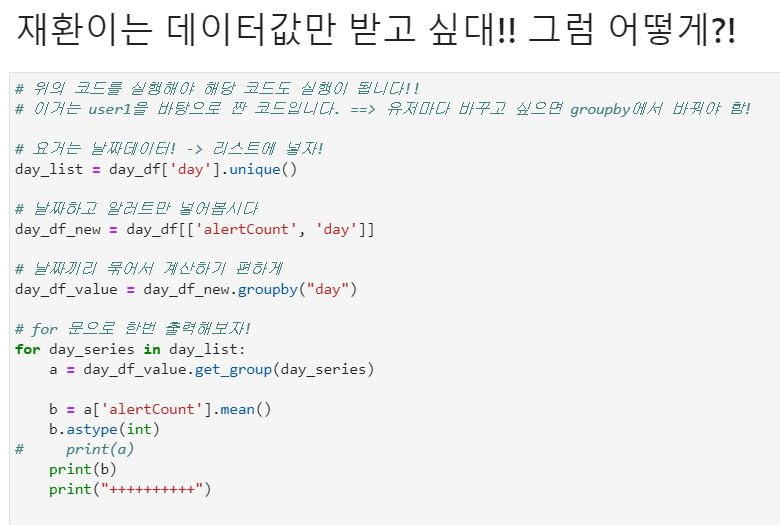 재환이는 데이터값만 받고 싶대!! 그럼 어떻게?!
# 위의 코드를 실행해야 해당 코드도 실행이 됩니다!!
# 이거는 user1을 바탕으로 짠 코드입니다. ==> 유저마다 바꾸고 싶으면 groupby에서 바꿔야 함!
# 요거는 날짜데이터! -> 리스트에 넣자!
day_list = day_df['day'].unique()
# 날짜하고 알러트만 넣어봅시다
day_df_new = day_df[['alertCount', 'day']]
# 날짜끼리 묶어서 계산하기 편하게
day_df_value = day_df_new.groupby("day")
# for 문으로 한번 출력해보자!
for day_series in day_list:
    a = day_df_value.get_group(day_series)
    b = a['alertCount'].mean()
    b.astype(int)
#     print(a)
    print(b)
    print("++++++++++")